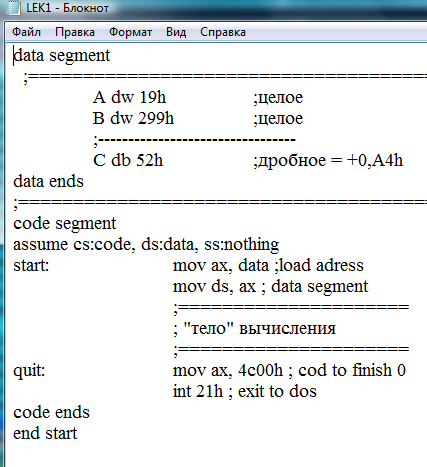 LEK1 - Блокнот
Файл Правка Формат Вид Справка
data segment
;=========================================
A dw 19h ;целое
B dw 299h ;целое
;---------------------------------
C db 52h ;дробное = +0,A4h
data ends
;=========================================
code segment
assume cs:code, ds:data, ss:nothing
start: mov ax, data ;load adress
mov ds, ax ; data segment
;======================
; "тело" вычисления
;======================
quit: mov ax, 4c00h ; cod to finish 0
int 21h ; exit to dos
code ends
end start